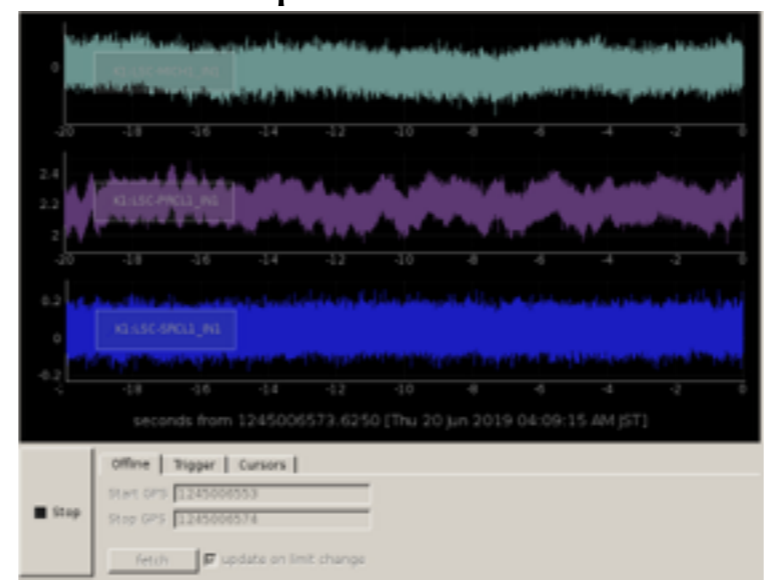 0
-20 -18 -16 -14 -12 -10 -8 -6 -4 -2 0
2.4
K1:LSC-PRCL1_IN1
2.2
2
-20 -18 -16 -14 -12 -10 -8 -6 -4 -2 0
0.2
K1:LSC-SRCL1_IN1
0
-0.2
-18 -16 -14 -12 -10 -8 -6 -4 -2 0
seconds from 1245006573.6250 [Thu 20 Jun 2019 04:09:15 AM JST]
Offline Trigger Cursors
Start GPS 1245006553
Stop
Stop GPS 1245006574
fetch update on limit change